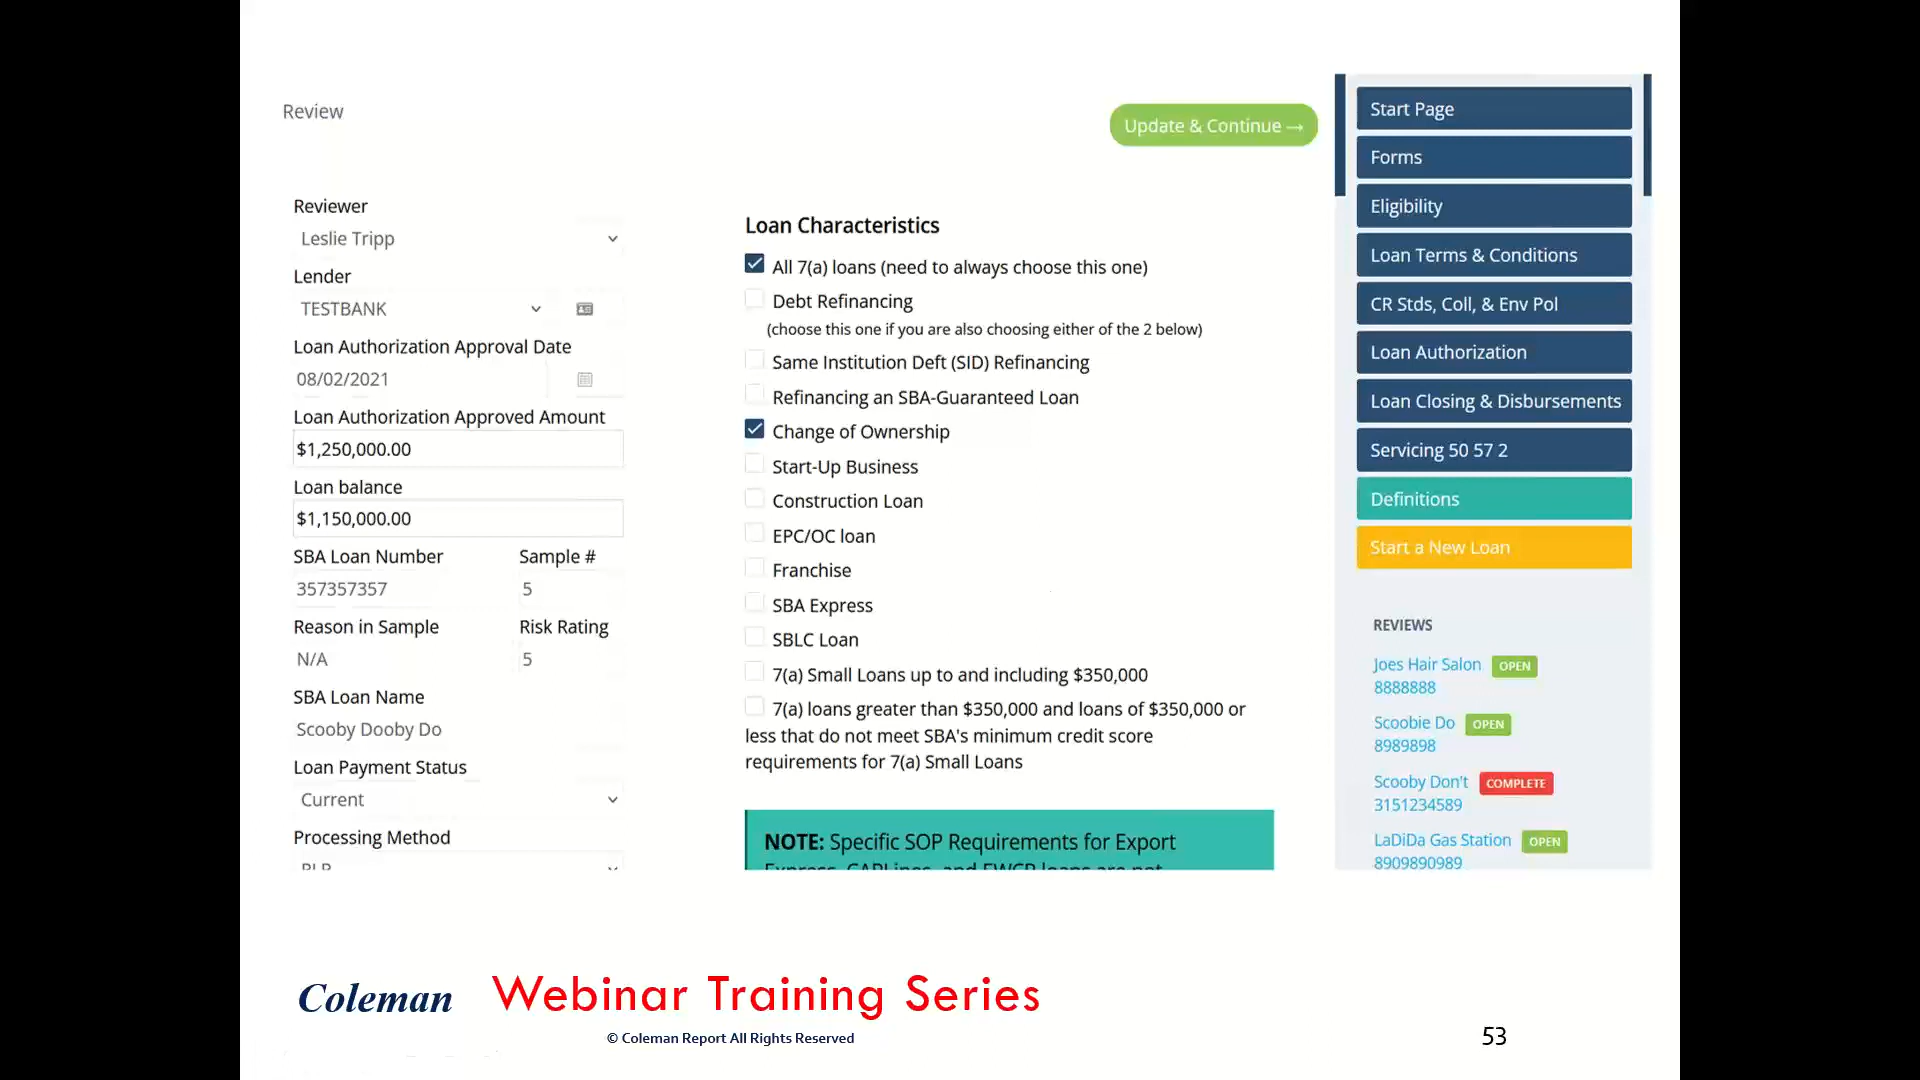 Review
Update & Continue →
Reviewer
Leslie Tripp
Lender
TESTBANK
Loan Authorization Approval Date
08/02/2021
Loan Authorization Approved Amount
$1,250,000.00
Loan balance
$1,150,000.00
SBA Loan Number Sample #
357357357 5
Reason in Sample Risk Rating
N/A 5
SBA Loan Name
Scooby Dooby Do
Loan Payment Status
Current
Processing Method
PLP
Loan Characteristics
All 7(a) loans (need to always choose this one)
Debt Refinancing
(choose this one if you are also choosing either of the 2 below)
Same Institution Deft (SID) Refinancing
Refinancing an SBA-Guaranteed Loan
Change of Ownership
Start-Up Business
Construction Loan
EPC/OC loan
Franchise
SBA Express
SBLC Loan
7(a) Small Loans up to and including $350,000
7(a) loans greater than $350,000 and loans of $350,000 or
less that do not meet SBA's minimum credit score
requirements for 7(a) Small Loans
NOTE: Specific SOP Requirements for Export
Express, CAPLines, and EWCP loans are not
Start Page
Forms
Eligibility
Loan Terms & Conditions
CR Stds, Coll, & Env Pol
Loan Authorization
Loan Closing & Disbursements
Servicing 50 57 2
Definitions
Start a New Loan
REVIEWS
Joes Hair Salon OPEN
8888888
Scoobie Do OPEN
8989898
Scooby Don't COMPLETE
3151234589
LaDiDa Gas Station OPEN
8909890989
Coleman Webinar Training Series
© Coleman Report All Rights Reserved
53